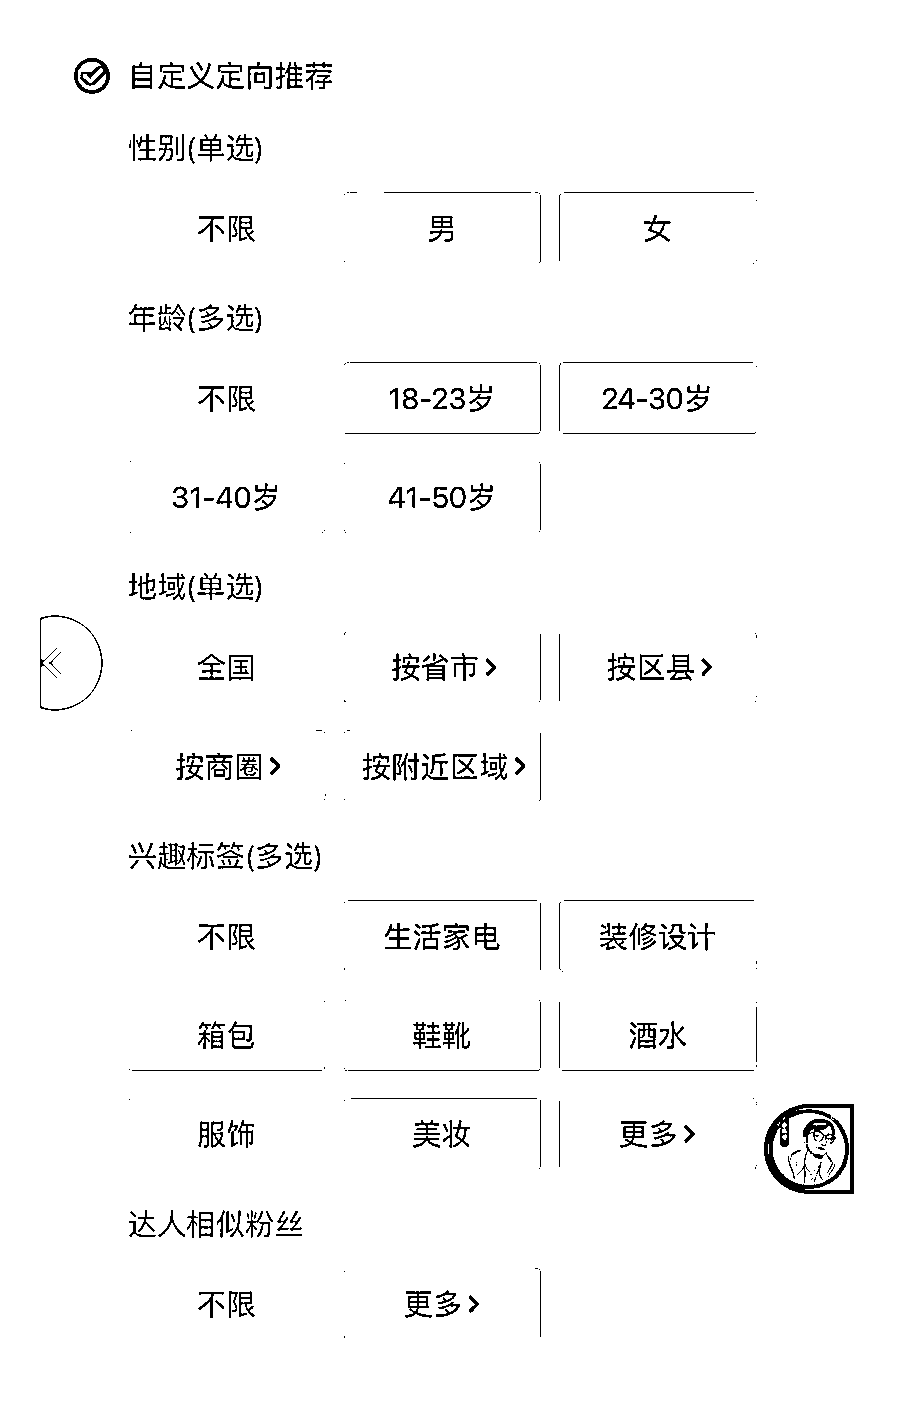 自定义定向推荐
性别(单选)
不限 男 女
年龄(多选)
不限 18-23岁 24-30岁
31-40岁 41-50岁
地域(单选)
全国 按省市> 按区县>
按商圈> 按附近区域>
兴趣标签(多选)
不限 生活家电 装修设计
箱包 鞋靴 酒水
服饰 美妆 更多>
达人相似粉丝
不限 更多>